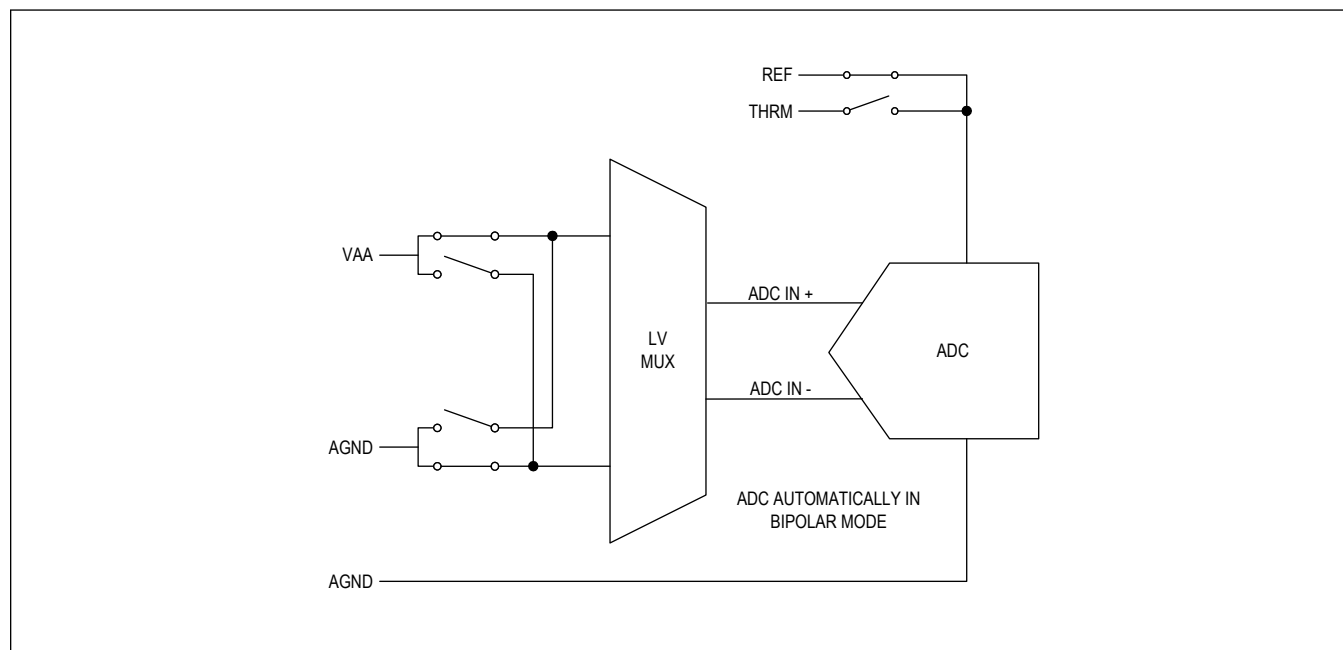 REF
THRM
VAA
ADC IN +
LV
MUX
ADC
ADC IN -
AGND
ADC AUTOMATICALLY IN
BIPOLAR MODE
AGND